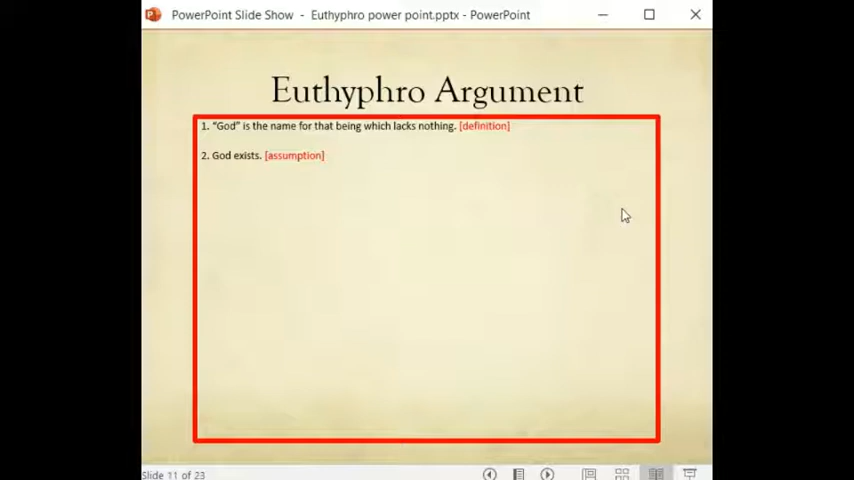 PowerPoint Slide Show - Euthyphro power point.pptx - PowerPoint
Euthyphro Argument
1. “God” is the name for that being which lacks nothing. [definition]
2. God exists. [assumption]
Slide 11 of 23